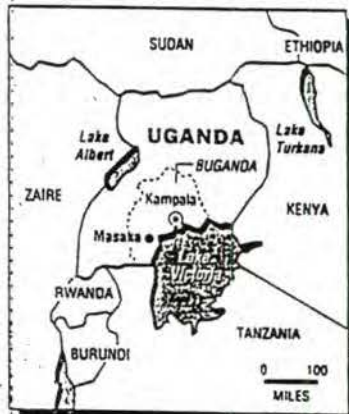 SUDAN
ETHIOPIA
Lake
Albert
UGANDA
Lake
Turkana
BUGANDA
ZAIRE
Kampala
KENYA
Masaka
Lake
Victoria
RWANDA
TANZANIA
BURUNDI
0 100
MILES